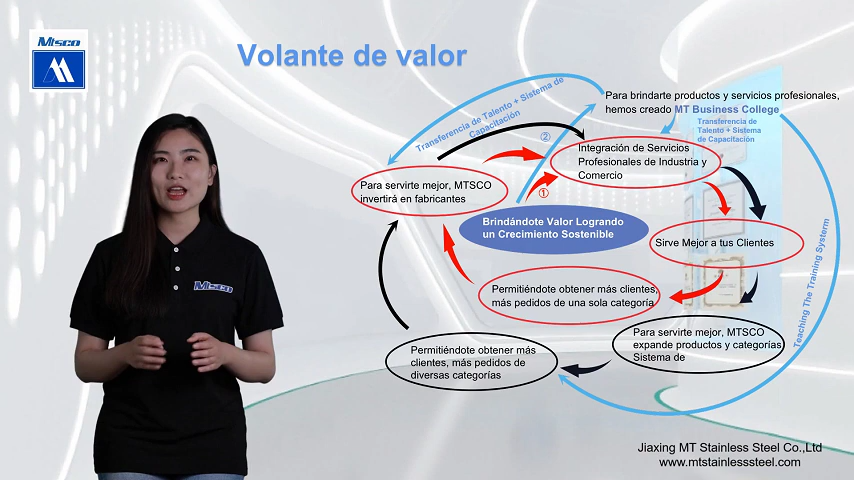 Mtsco
Volante de valor
Para brindarte productos y servicios profesionales,
hemos creado MT Business College
Transferencia de
Talento + Sistema
de Capacitación
Transferencia de Talento + Sistema de
Capacitación
②
Integración de Servicios
Profesionales de Industria y
Comercio
Para servirte mejor, MTSCO
invertirá en fabricantes
①
Brindándote Valor Logrando
un Crecimiento Sostenible
Sirve Mejor a tus Clientes
Permitiéndote obtener más clientes,
más pedidos de una sola categoría
Para servirte mejor, MTSCO
expande productos y categorías
Sistema de
Permitiéndote obtener más
clientes, más pedidos de
diversas categorías
Teaching The Training Systerm
Mtsco
Jiaxing MT Stainless Steel Co.,Ltd
www.mtstainlesssteel.com